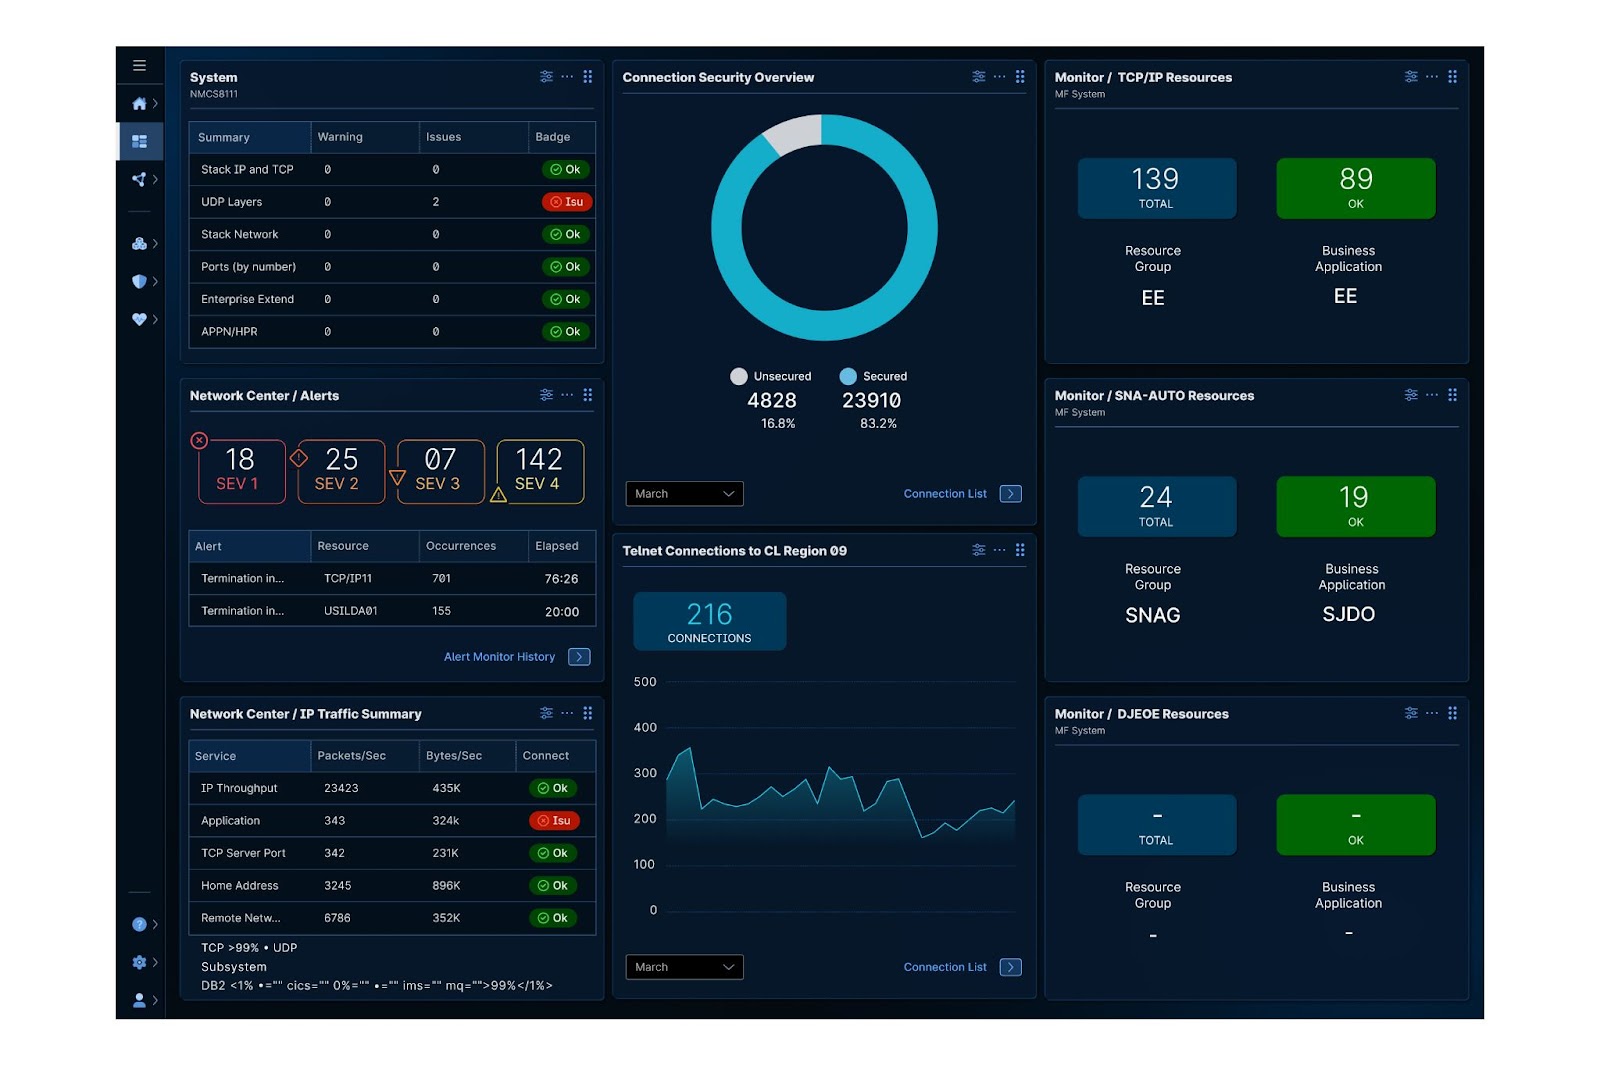 System
NMCS8111
Summary Warning Issues Badge
Stack IP and TCP 0 0 Ok
UDP Layers 0 2 Isu
Stack Network 0 0 Ok
Ports (by number) 0 0 Ok
Enterprise Extend 0 0 Ok
APPN/HPR 0 0 Ok
Network Center / Alerts
18 25 07 142
SEV 1 SEV 2 SEV 3 SEV 4
Alert Resource Occurrences Elapsed
Termination in... TCP/IP11 701 76:26
Termination in... USILDA01 155 20:00
Alert Monitor History
Network Center / IP Traffic Summary
Service Packets/Sec Bytes/Sec Connect
IP Throughput 23423 435K Ok
Application 343 324k Isu
TCP Server Port 342 231K Ok
Home Address 3245 896K Ok
Remote Netw... 6786 352K Ok
TCP >99% • UDP
Subsystem
DB2 <1% •="" cics="" 0%="" •="" ims="" mq="">99%</1%>
Connection Security Overview
Unsecured Secured
4828 23910
16.8% 83.2%
March Connection List
Telnet Connections to CL Region 09
216
CONNECTIONS
500
400
300
200
100
0
March Connection List
Monitor / TCP/IP Resources
MF System
139 89
TOTAL OK
Resource Business
Group Application
EE EE
Monitor / SNA-AUTO Resources
MF System
24 19
TOTAL OK
Resource Business
Group Application
SNAG SJDO
Monitor / DJEOE Resources
MF System
- -
TOTAL OK
Resource Business
Group Application
- -